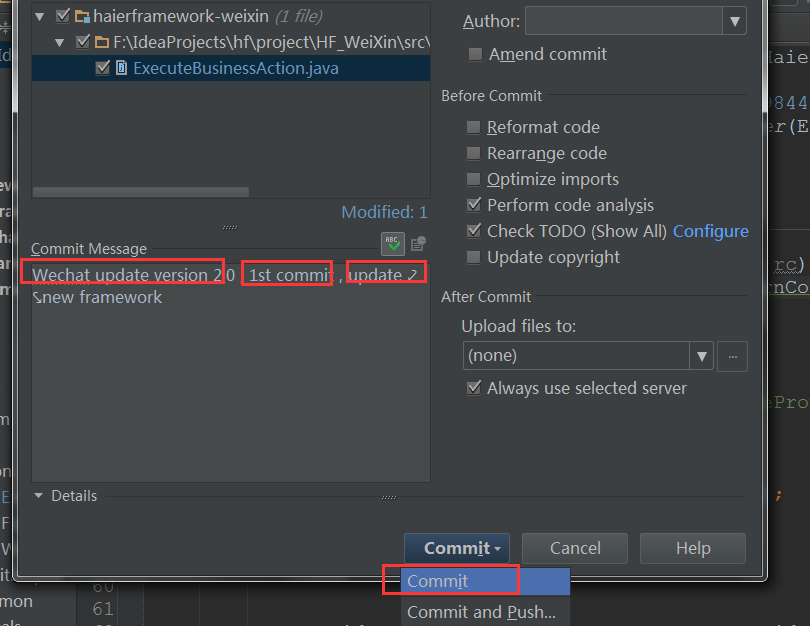 haierframework-weixin (1 file)
F:\IdeaProjects\hf\project\HF_WeiXin\src\
ExecuteBusinessAction.java
Modified: 1
Commit Message
Wechat update version 2.0 1st commit , update
&new framework
Details
Author:
Amend commit
Before Commit
Reformat code
Rearrange code
Optimize imports
Perform code analysis
Check TODO (Show All) Configure
Update copyright
After Commit
Upload files to:
(none)
...
Always use selected server
Commit
Cancel
Help
Commit
Commit and Push...
60
61
mon
Haie
9844
er(E
rc)
nCo
ePro
;